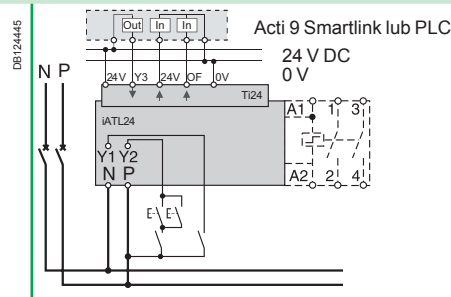 DB124445
Out In In
Acti 9 Smartlink lub PLC
24 V DC
0 V
N P
24V Y3 24V OF 0V
Ti24
iATL24
A1 1 3
Y1 Y2
N P
A2 2 4
E E